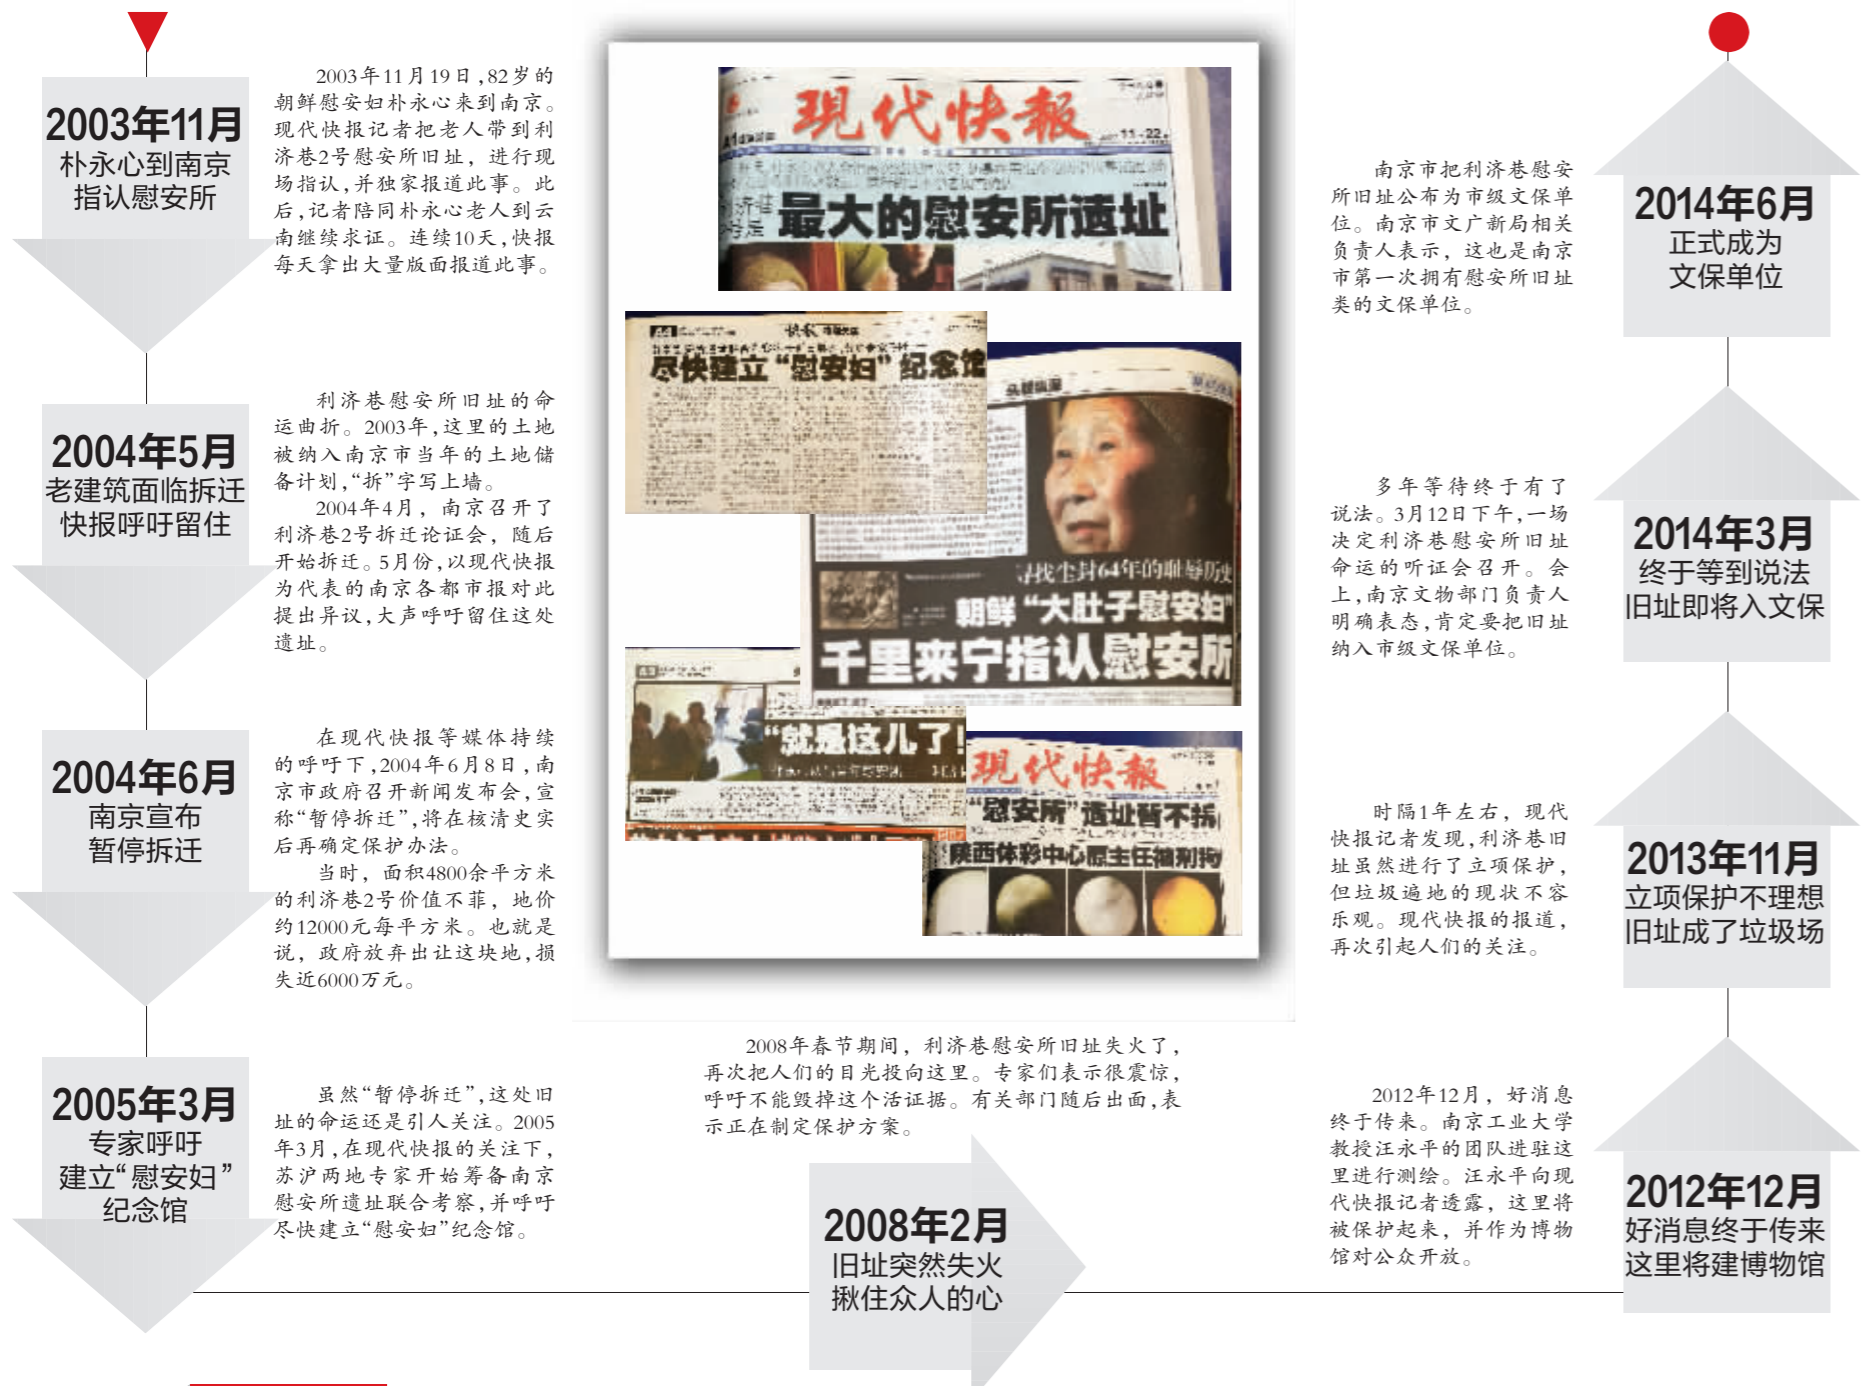 2003年11月
朴永心到南京
指认慰安所
2003年11月19日,82岁的
朝鲜慰安妇朴永心来到南京。
现代快报记者把老人带到利
济巷2号慰安所旧址，进行现
场指认,并独家报道此事。此
后,记者陪同朴永心老人到云
南继续求证。连续10天,快报
每天拿出大量版面报道此事。
2004年5月
老建筑面临拆迁
快报呼吁留住
利济巷慰安所旧址的命
运曲折。2003年,这里的土地
被纳入南京市当年的土地储
备计划,“拆”字写上墙。
2004年4月，南京召开了
利济巷2号拆迁论证会，随后
开始拆迁。5月份,以现代快报
为代表的南京各都市报对此
提出异议,大声呼吁留住这处
遗址。
2004年6月
南京宣布
暂停拆迁
在现代快报等媒体持续
的呼吁下,2004年6月8日,南
京市政府召开新闻发布会,宣
称“暂停拆迁”,将在核清史实
后再确定保护办法。
当时，面积4800余平方米
的利济巷2号价值不菲，地价
约12000元每平方米。也就是
说，政府放弃出让这块地,损
失近6000万元。
2005年3月
专家呼吁
建立“慰安妇”
纪念馆
虽然“暂停拆迁”,这处旧
址的命运还是引人关注。2005
年3月,在现代快报的关注下,
苏沪两地专家开始筹备南京
慰安所遗址联合考察,并呼吁
尽快建立“慰安妇”纪念馆。
現代快報
11-22
最大的慰安所遗址
A4
快報
尽快建立“慰安妇”纪念馆
寻找尘封64年的耻辱历史
朝鲜“大肚子慰安妇”
千里来宁指认慰安所
“就是这儿了!
現代快報
“慰安所”遗址暂不拆
陕西体彩中心原主任被刑拘
2008年春节期间，利济巷慰安所旧址失火了，
再次把人们的目光投向这里。专家们表示很震惊，
呼吁不能毁掉这个活证据。有关部门随后出面,表
示正在制定保护方案。
2008年2月
旧址突然失火
揪住众人的心
2012年12月，好消息
终于传来。南京工业大学
教授汪永平的团队进驻这
里进行测绘。汪永平向现
代快报记者透露，这里将
被保护起来，并作为博物
馆对公众开放。
2012年12月
好消息终于传来
这里将建博物馆
时隔1年左右，现代
快报记者发现,利济巷旧
址虽然进行了立项保护，
但垃圾遍地的现状不容
乐观。现代快报的报道，
再次引起人们的关注。
2013年11月
立项保护不理想
旧址成了垃圾场
多年等待终于有了
说法。3月12日下午,一场
决定利济巷慰安所旧址
命运的听证会召开。会
上,南京文物部门负责人
明确表态,肯定要把旧址
纳入市级文保单位。
2014年3月
终于等到说法
旧址即将入文保
南京市把利济巷慰安
所旧址公布为市级文保单
位。南京市文广新局相关
负责人表示，这也是南京
市第一次拥有慰安所旧址
类的文保单位。
2014年6月
正式成为
文保单位